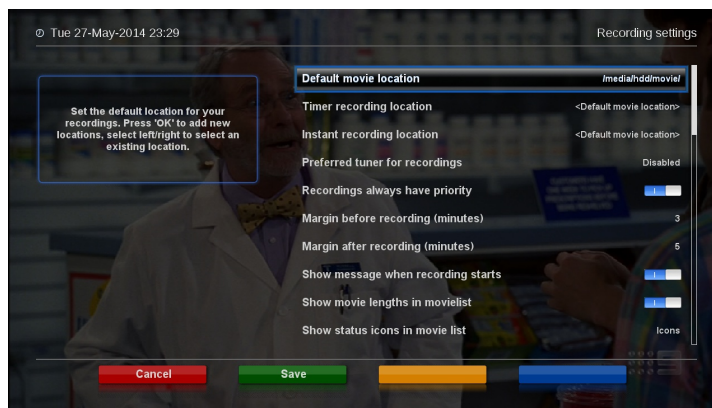 Tue 27-May-2014 23:29
Recording settings
Set the default location for your
recordings. Press 'OK' to add new
locations, select left/right to select an
existing location.
Default movie location /media/hdd/movie/
Timer recording location <Default movie location>
Instant recording location <Default movie location>
Preferred tuner for recordings Disabled
Recordings always have priority
Margin before recording (minutes) 3
Margin after recording (minutes) 5
Show message when recording starts
Show movie lengths in movielist
Show status icons in movie list Icons
Cancel
Save